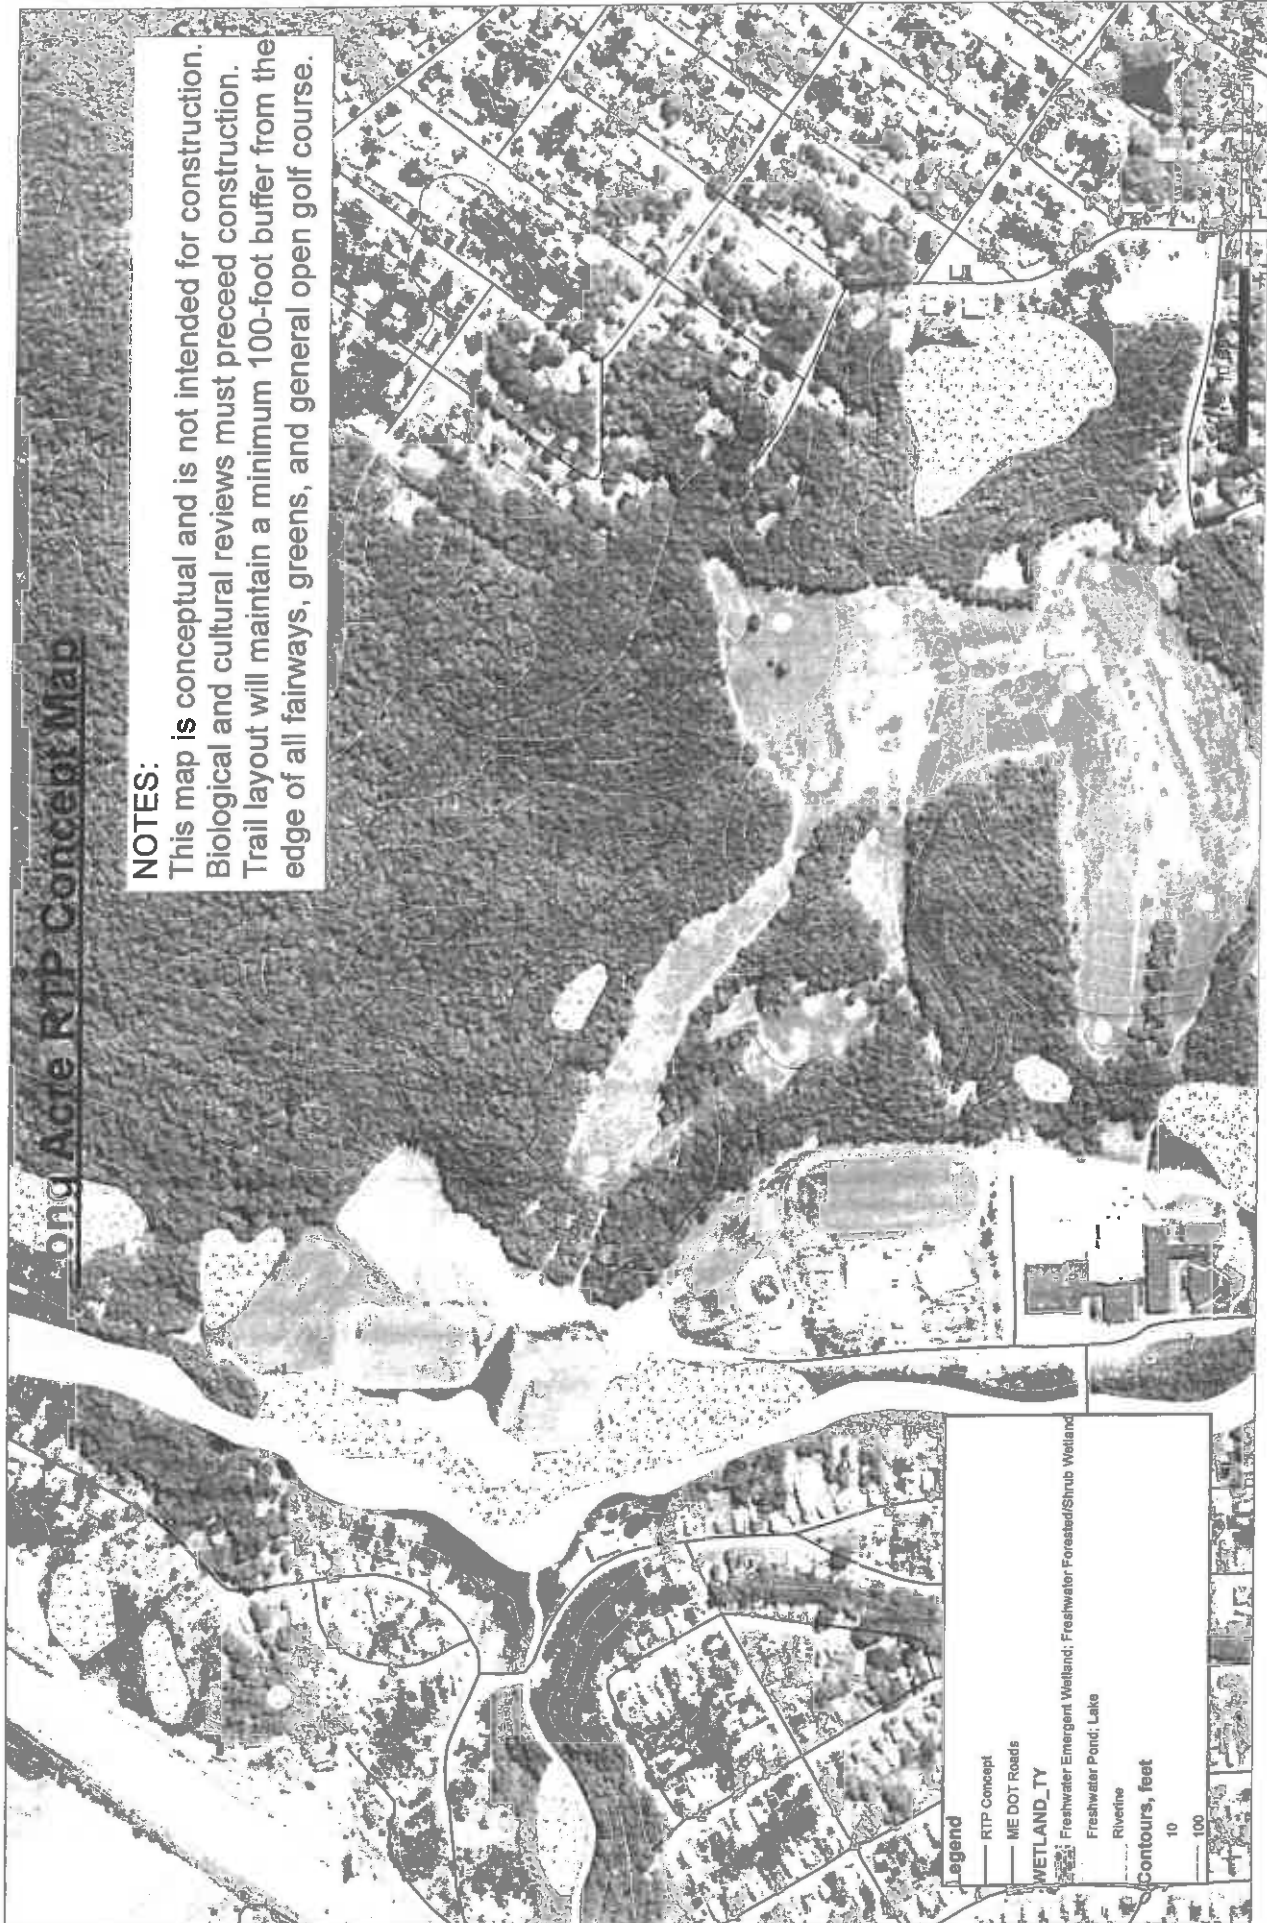 Long Acre RTP Concept Map
NOTES:
This map is conceptual and is not intended for construction.
Biological and cultural reviews must preceed construction.
Trail layout will maintain a minimum 100-foot buffer from the
edge of all fairways, greens, and general open golf course.
Legend
RTP Concept
ME DOT Roads
WETLAND_TY
Freshwater Emergent Wetland; Freshwater Forested/Shrub Wetland
Freshwater Pond; Lake
Riverine
Contours, feet
10
100